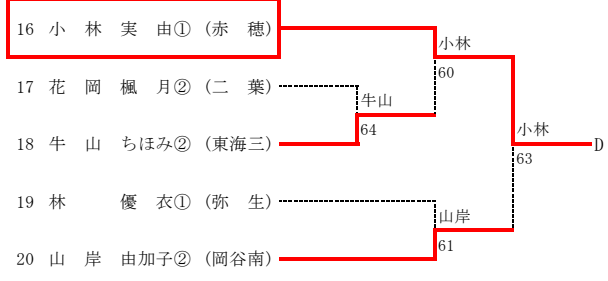 16 小 林 実 由① (赤 穂)
小林
60
17 花 岡 楓 月② (二 葉)
牛山
64
18 牛 山 ちほみ② (東海三)
小林
63
D
19 林 優 衣① (弥 生)
山岸
61
20 山 岸 由加子② (岡谷南)